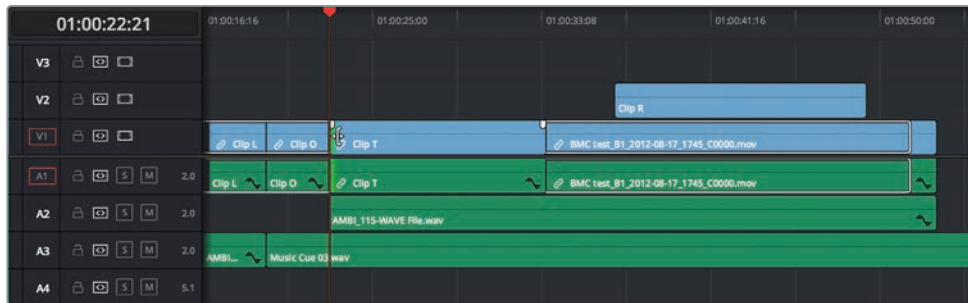 01:00:22:21 01:00:16:16 01:00:25:00 01:00:33:08 01:00:41:16 01:00:50:00
V3
V2 Clip R
V1 Clip L Clip O Clip T BMC test_B1_2012-08-17_1745_C0000.mov
A1 S M 2.0 Clip L Clip O Clip T BMC test_B1_2012-08-17_1745_C0000.mov
A2 S M 2.0 AMBI_115-WAVE File.wav
A3 S M 2.0 AMBI... Music Cue 03.wav
A4 S M 5.1